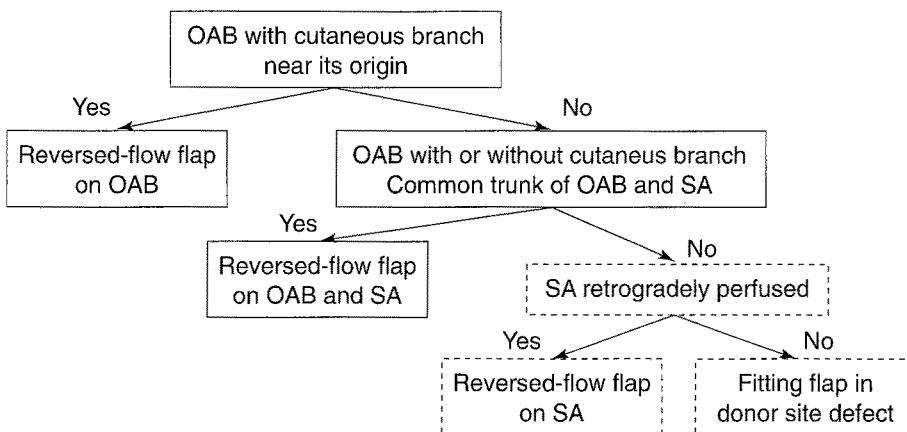 OAB with cutaneous branch
near its origin
Yes
No
Reversed-flow flap
on OAB
OAB with or without cutaneus branch
Common trunk of OAB and SA
Yes
No
Reversed-flow flap
on OAB and SA
SA retrogradely perfused
Yes
No
Reversed-flow flap
on SA
Fitting flap in
donor site defect